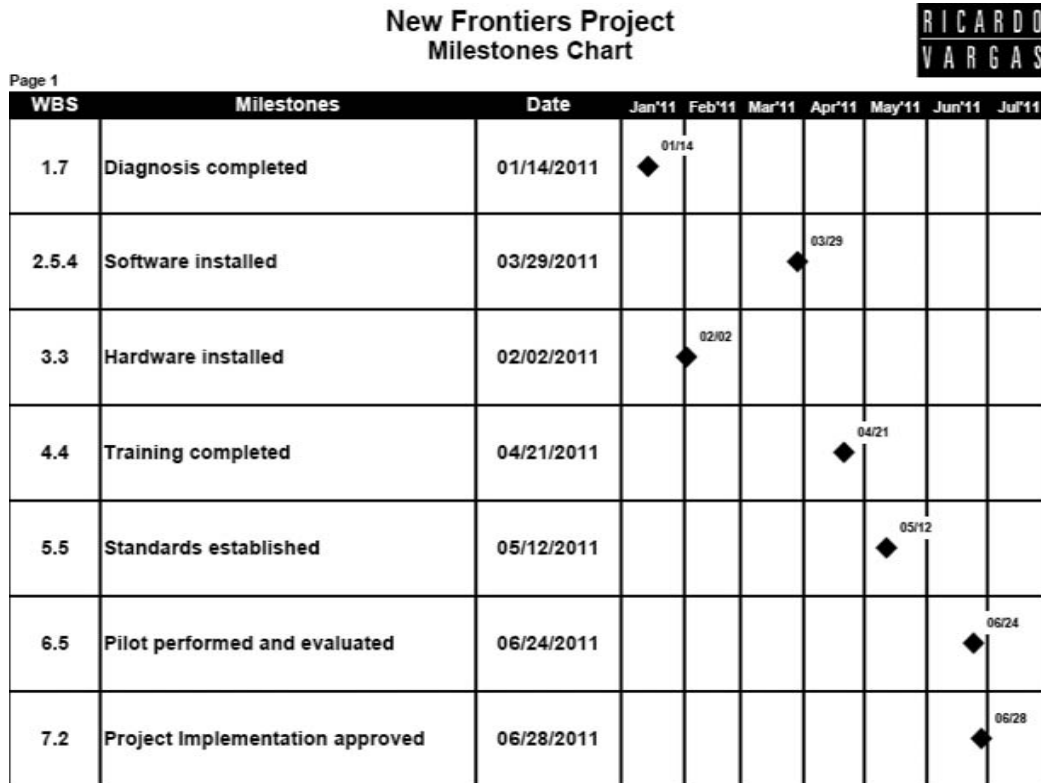 New Frontiers Project
Milestones Chart
RICARDO
VARGAS
Page 1
WBS Milestones Date Jan'11 Feb'11 Mar'11 Apr'11 May'11 Jun'11 Jul'11
1.7 Diagnosis completed 01/14/2011 01/14
2.5.4 Software installed 03/29/2011 03/29
3.3 Hardware installed 02/02/2011 02/02
4.4 Training completed 04/21/2011 04/21
5.5 Standards established 05/12/2011 05/12
6.5 Pilot performed and evaluated 06/24/2011 06/24
7.2 Project Implementation approved 06/28/2011 06/28